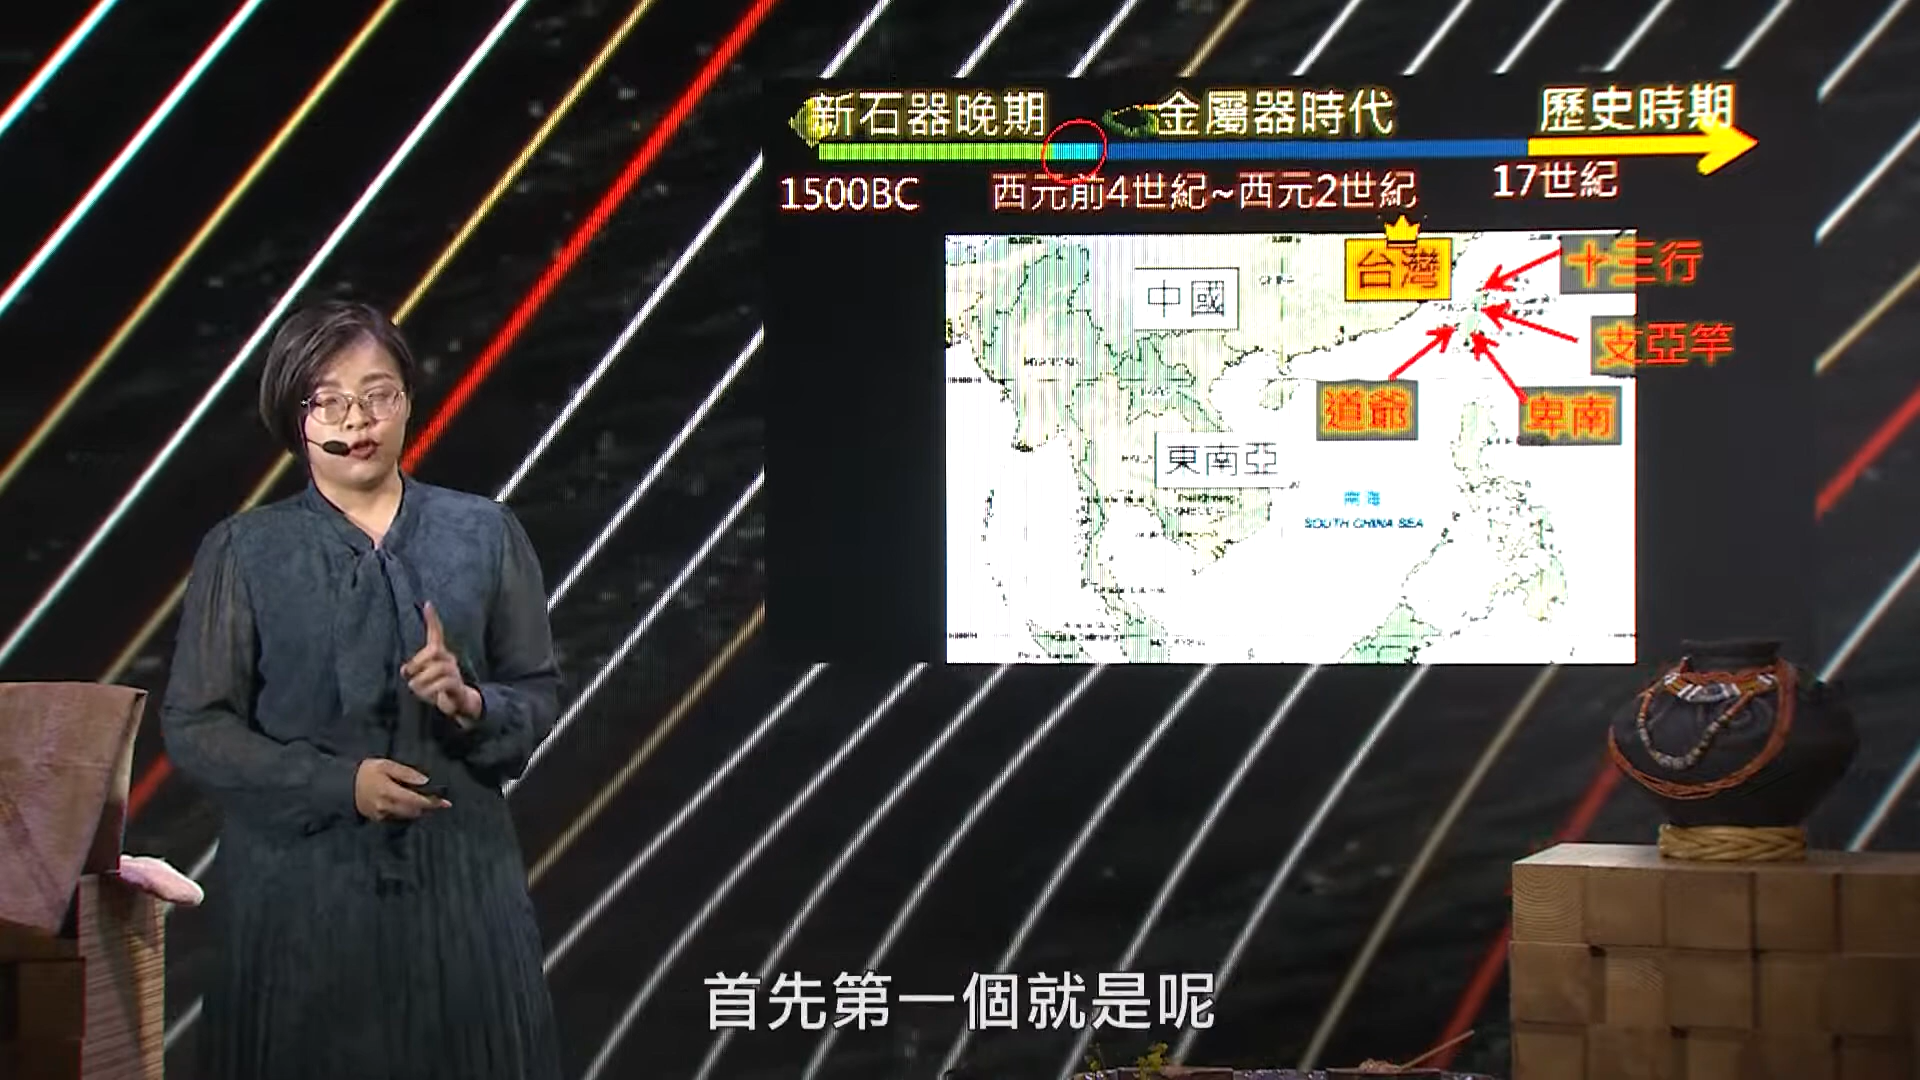 新石器晚期
金屬器時代
歷史時期
1500BC
西元前4世紀~西元2世紀
17世紀
台灣
十三行
中國
CHINA
支亞竿
道爺
卑南
東南亞
南海
SOUTH CHINA SEA
首先第一個就是呢